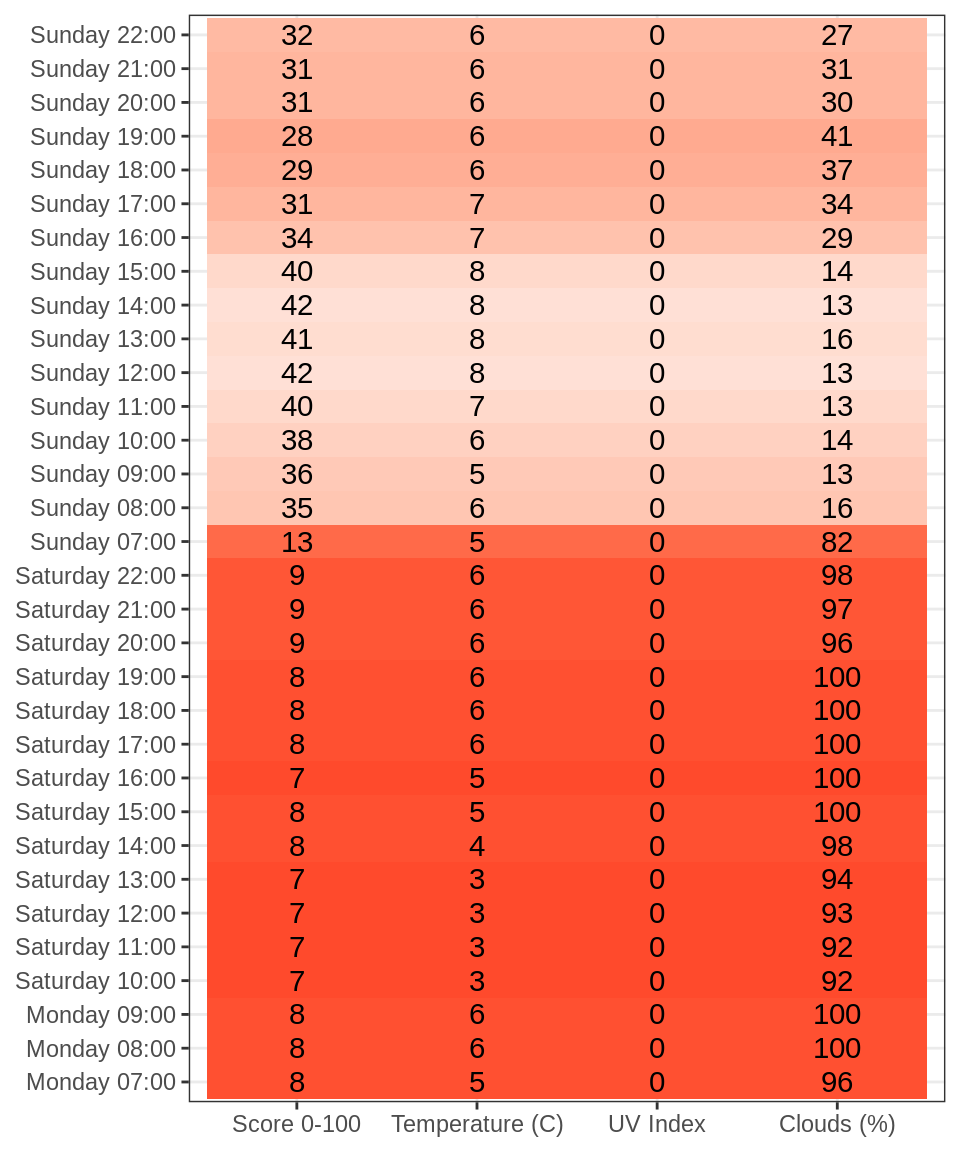 Sunday 22:00 32 6 0 27
Sunday 21:00 31 6 0 31
Sunday 20:00 31 6 0 30
Sunday 19:00 28 6 0 41
Sunday 18:00 29 6 0 37
Sunday 17:00 31 7 0 34
Sunday 16:00 34 7 0 29
Sunday 15:00 40 8 0 14
Sunday 14:00 42 8 0 13
Sunday 13:00 41 8 0 16
Sunday 12:00 42 8 0 13
Sunday 11:00 40 7 0 13
Sunday 10:00 38 6 0 14
Sunday 09:00 36 5 0 13
Sunday 08:00 35 6 0 16
Sunday 07:00 13 5 0 82
Saturday 22:00 9 6 0 98
Saturday 21:00 9 6 0 97
Saturday 20:00 9 6 0 96
Saturday 19:00 8 6 0 100
Saturday 18:00 8 6 0 100
Saturday 17:00 8 6 0 100
Saturday 16:00 7 5 0 100
Saturday 15:00 8 5 0 100
Saturday 14:00 8 4 0 98
Saturday 13:00 7 3 0 94
Saturday 12:00 7 3 0 93
Saturday 11:00 7 3 0 92
Saturday 10:00 7 3 0 92
Monday 09:00 8 6 0 100
Monday 08:00 8 6 0 100
Monday 07:00 8 5 0 96
Score 0-100 Temperature (C) UV Index Clouds (%)